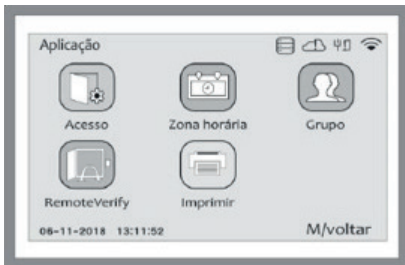 Aplicação
Acesso
Zona horária
Grupo
RemoteVerify
Imprimir
06-11-2018 13:11:52
M/voltar